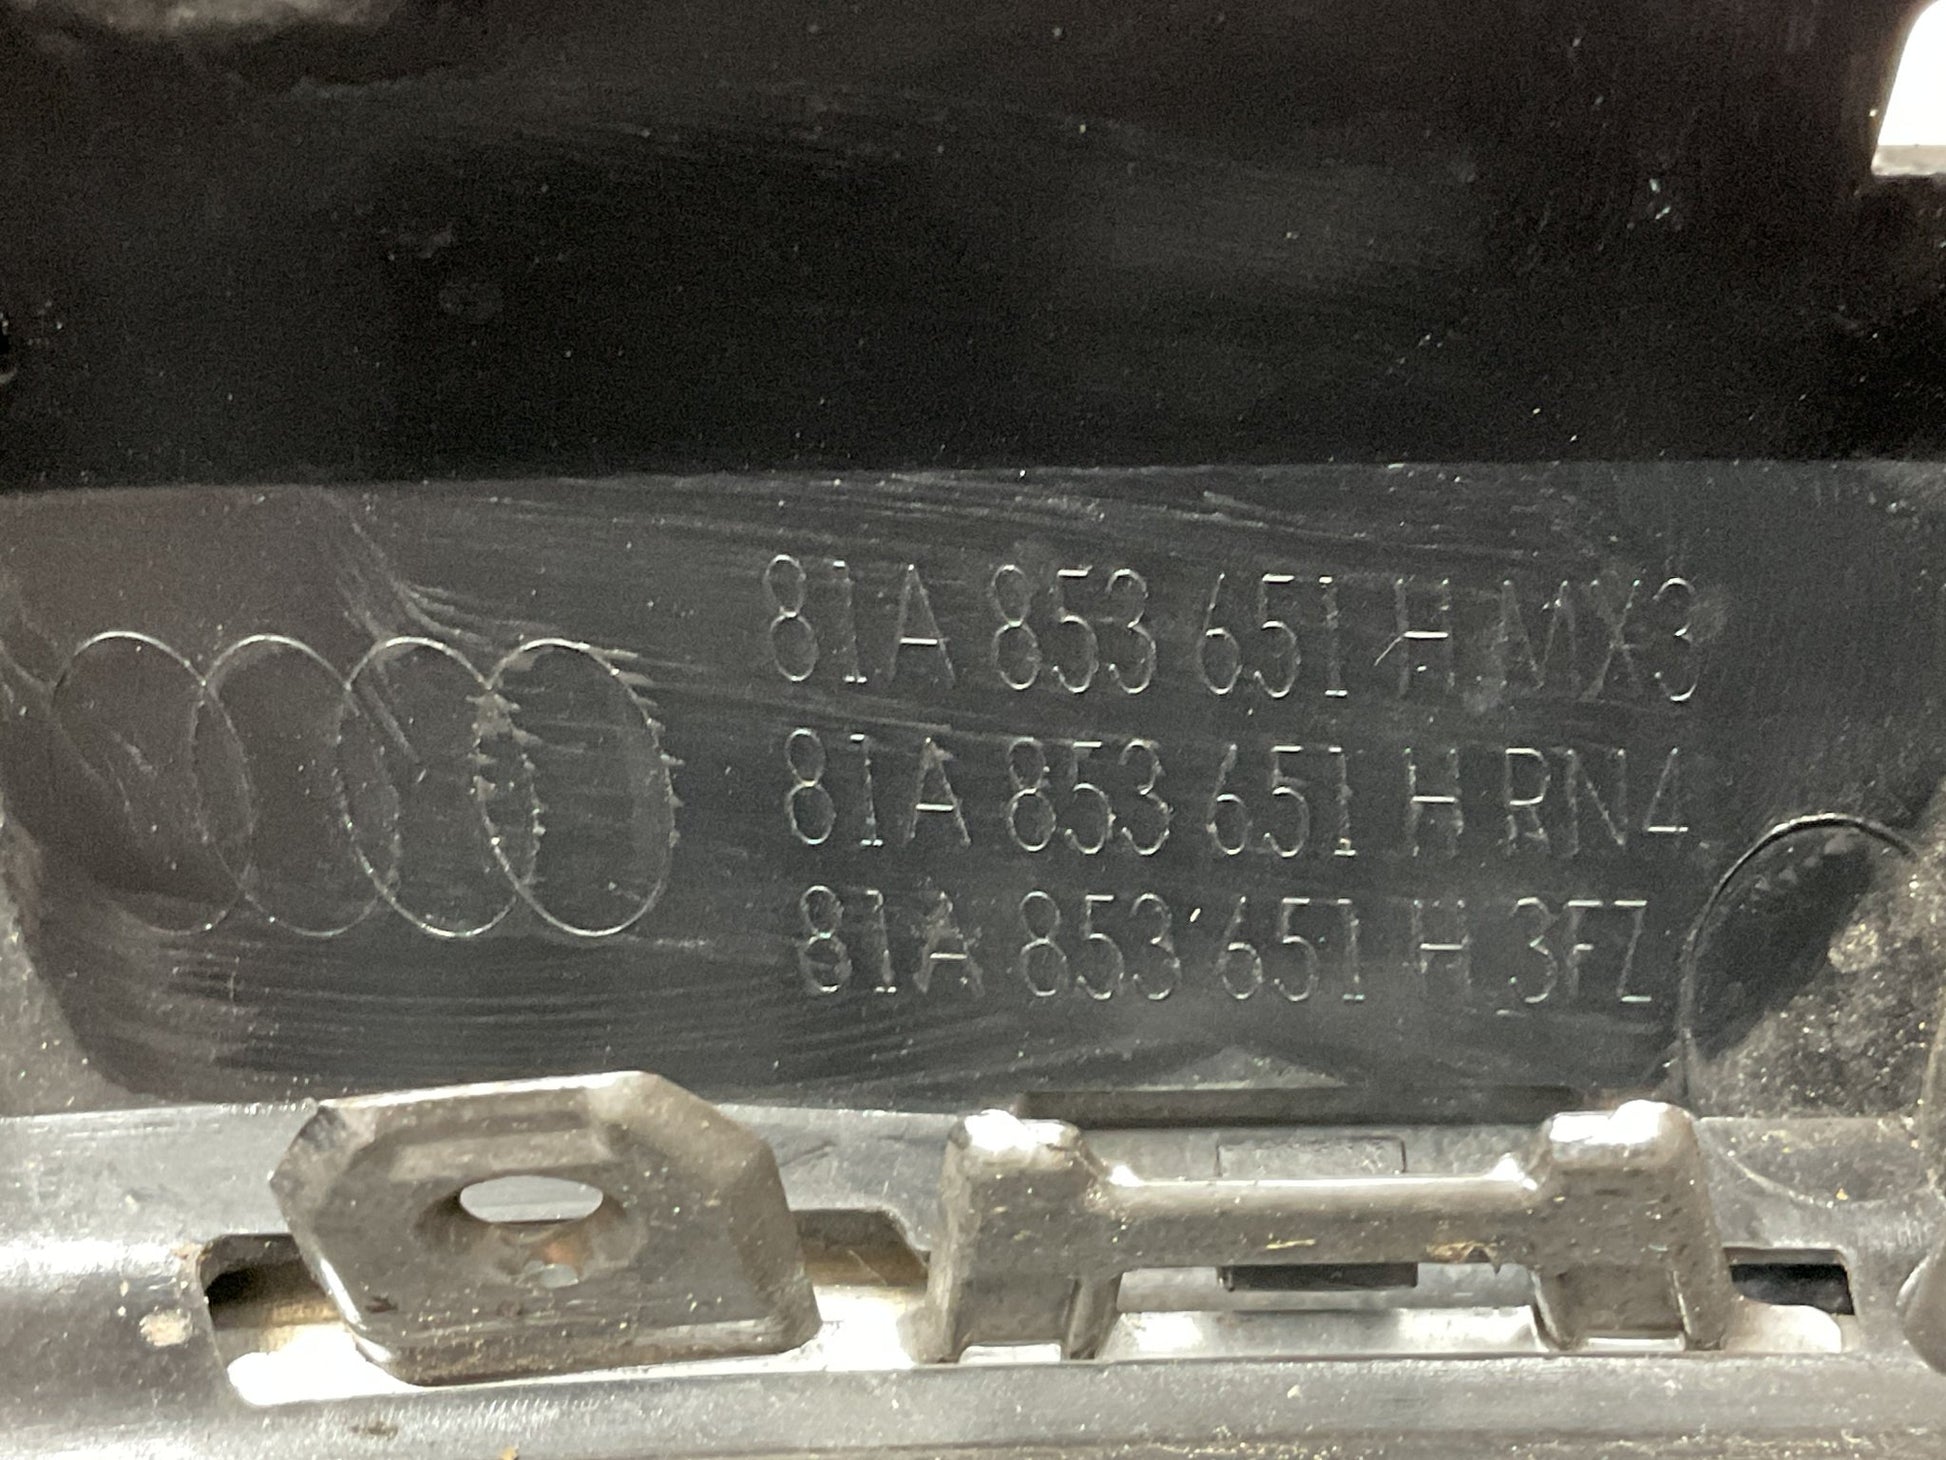 81A 853 651 H MX3
81A 853 651 H RN4
81A 853 651 H 3FZ